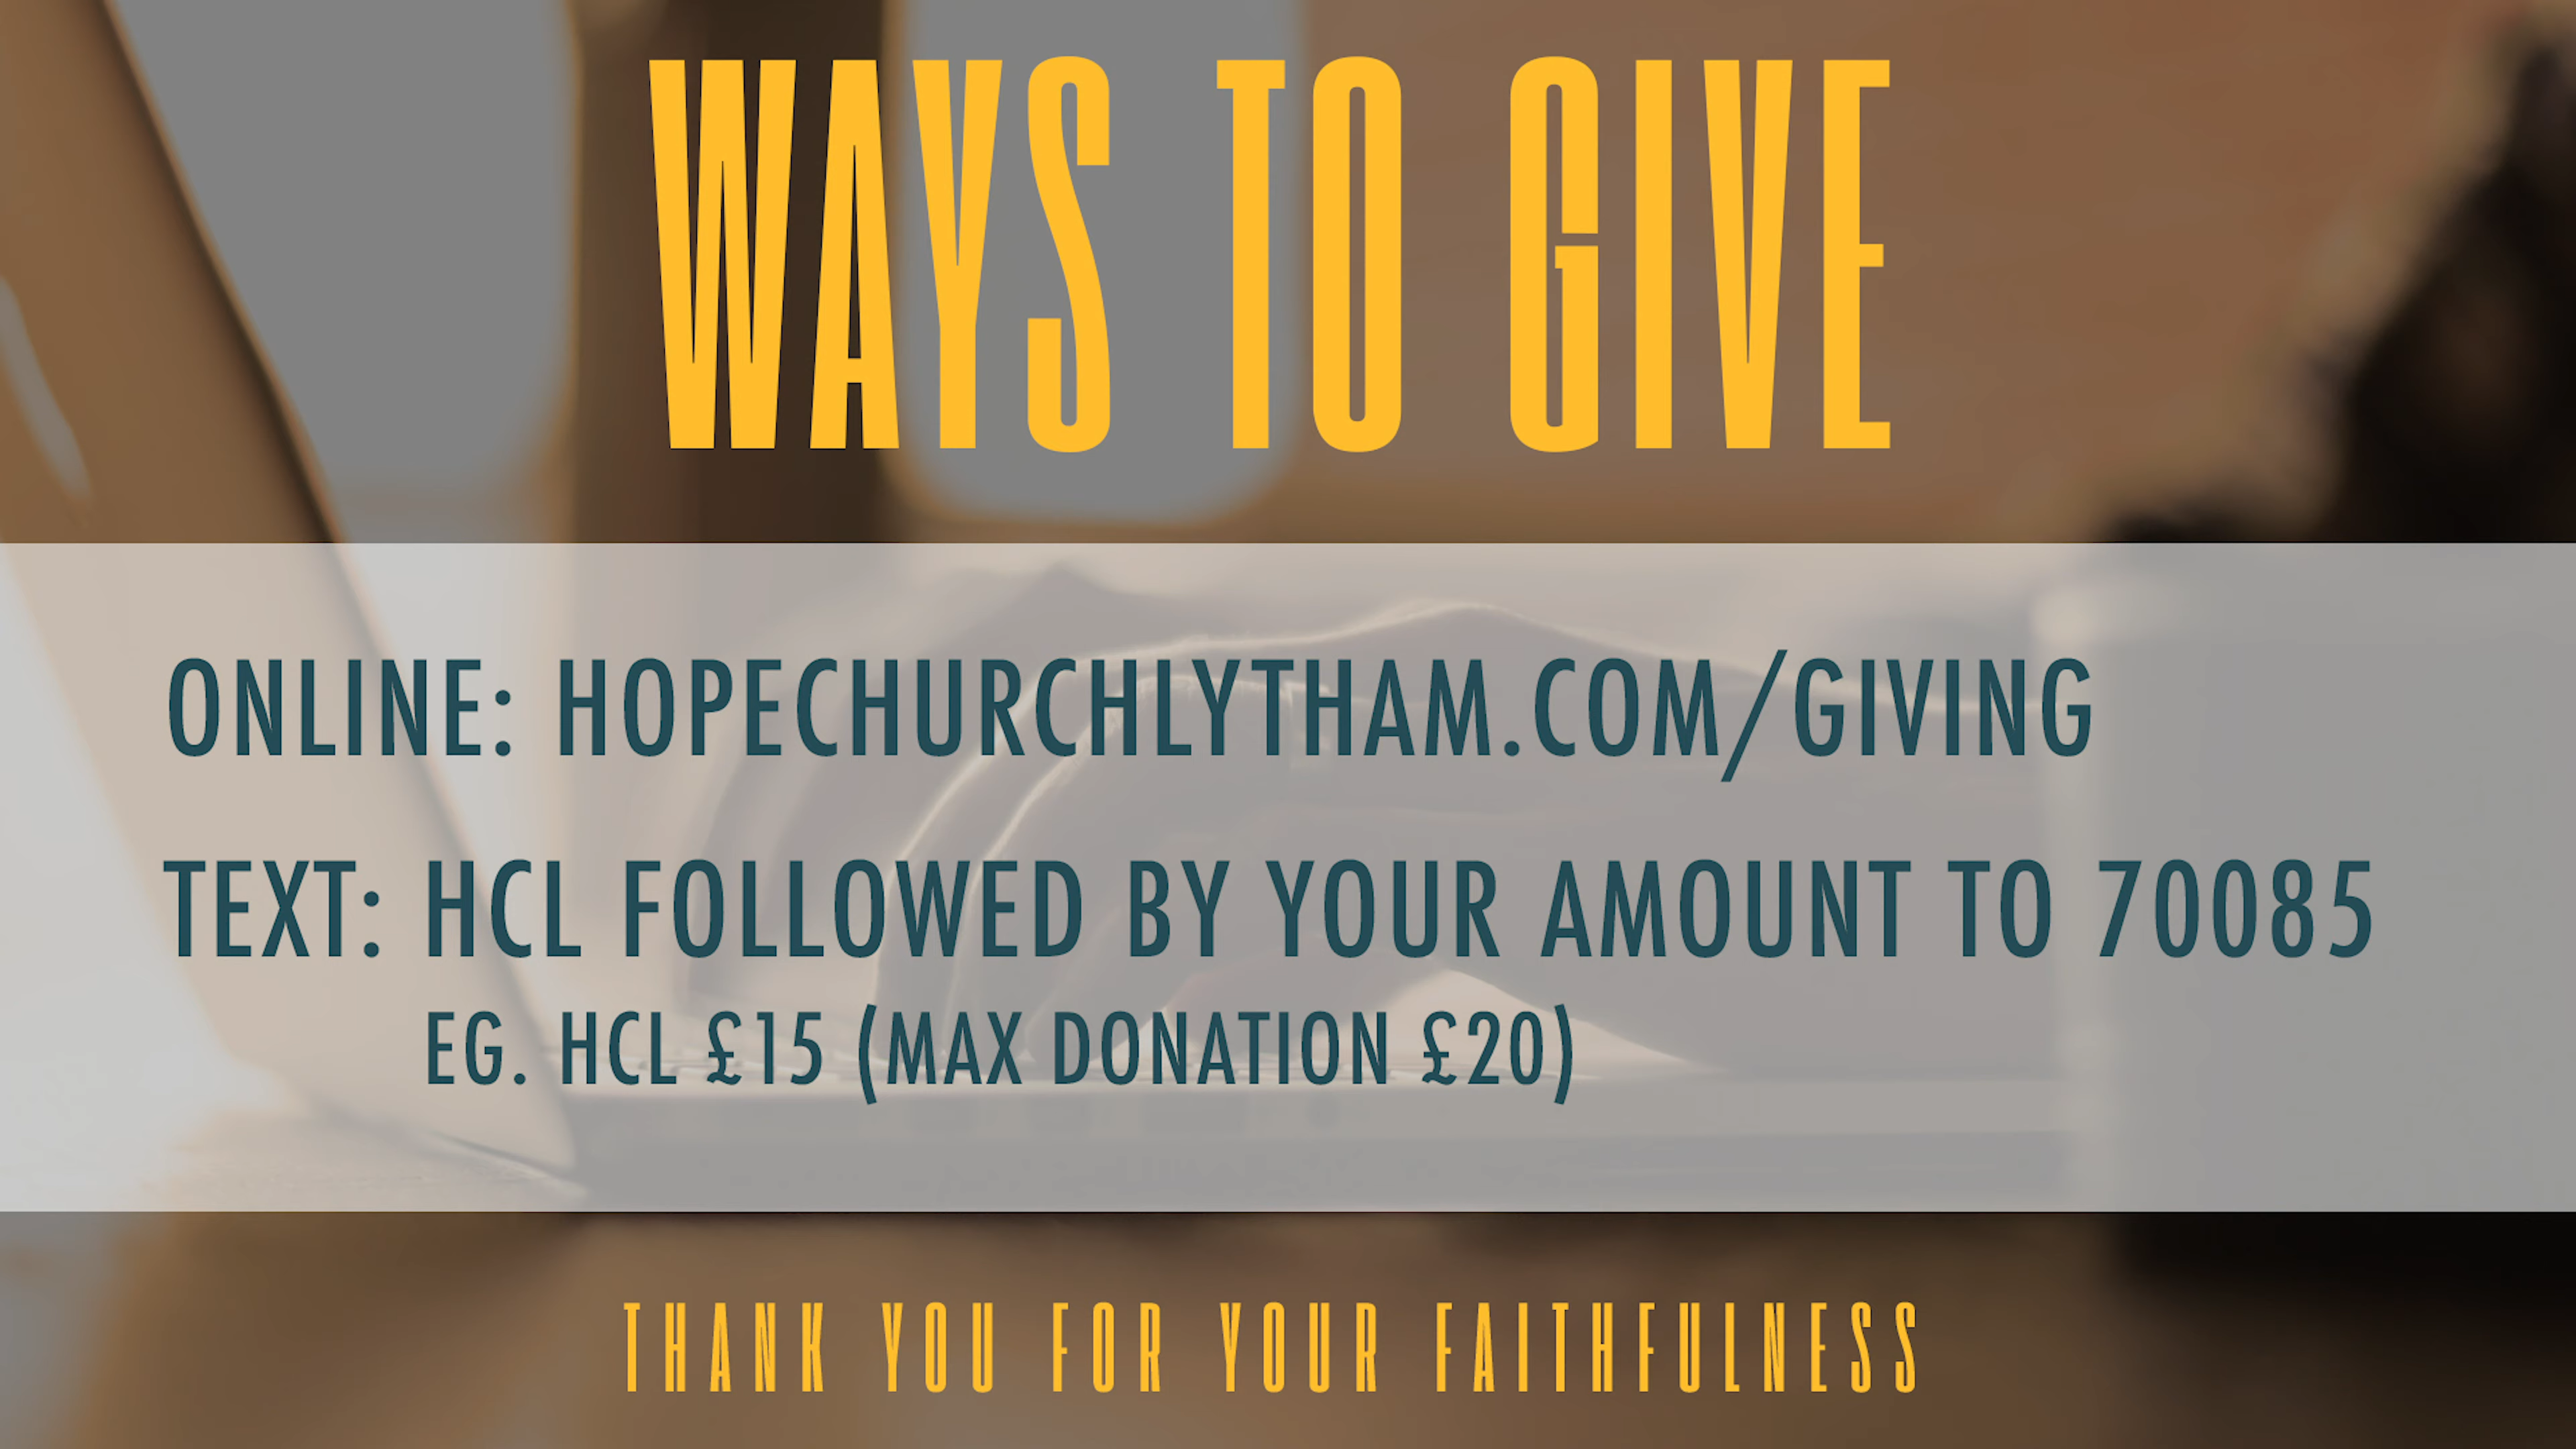 WAYS TO GIVE
ONLINE: HOPECHURCHLYTHAM.COM/GIVING
TEXT: HCL FOLLOWED BY YOUR AMOUNT TO 70085
EG. HCL £15 (MAX DONATION £20)
THANK YOU FOR YOUR FAITHFULNESS